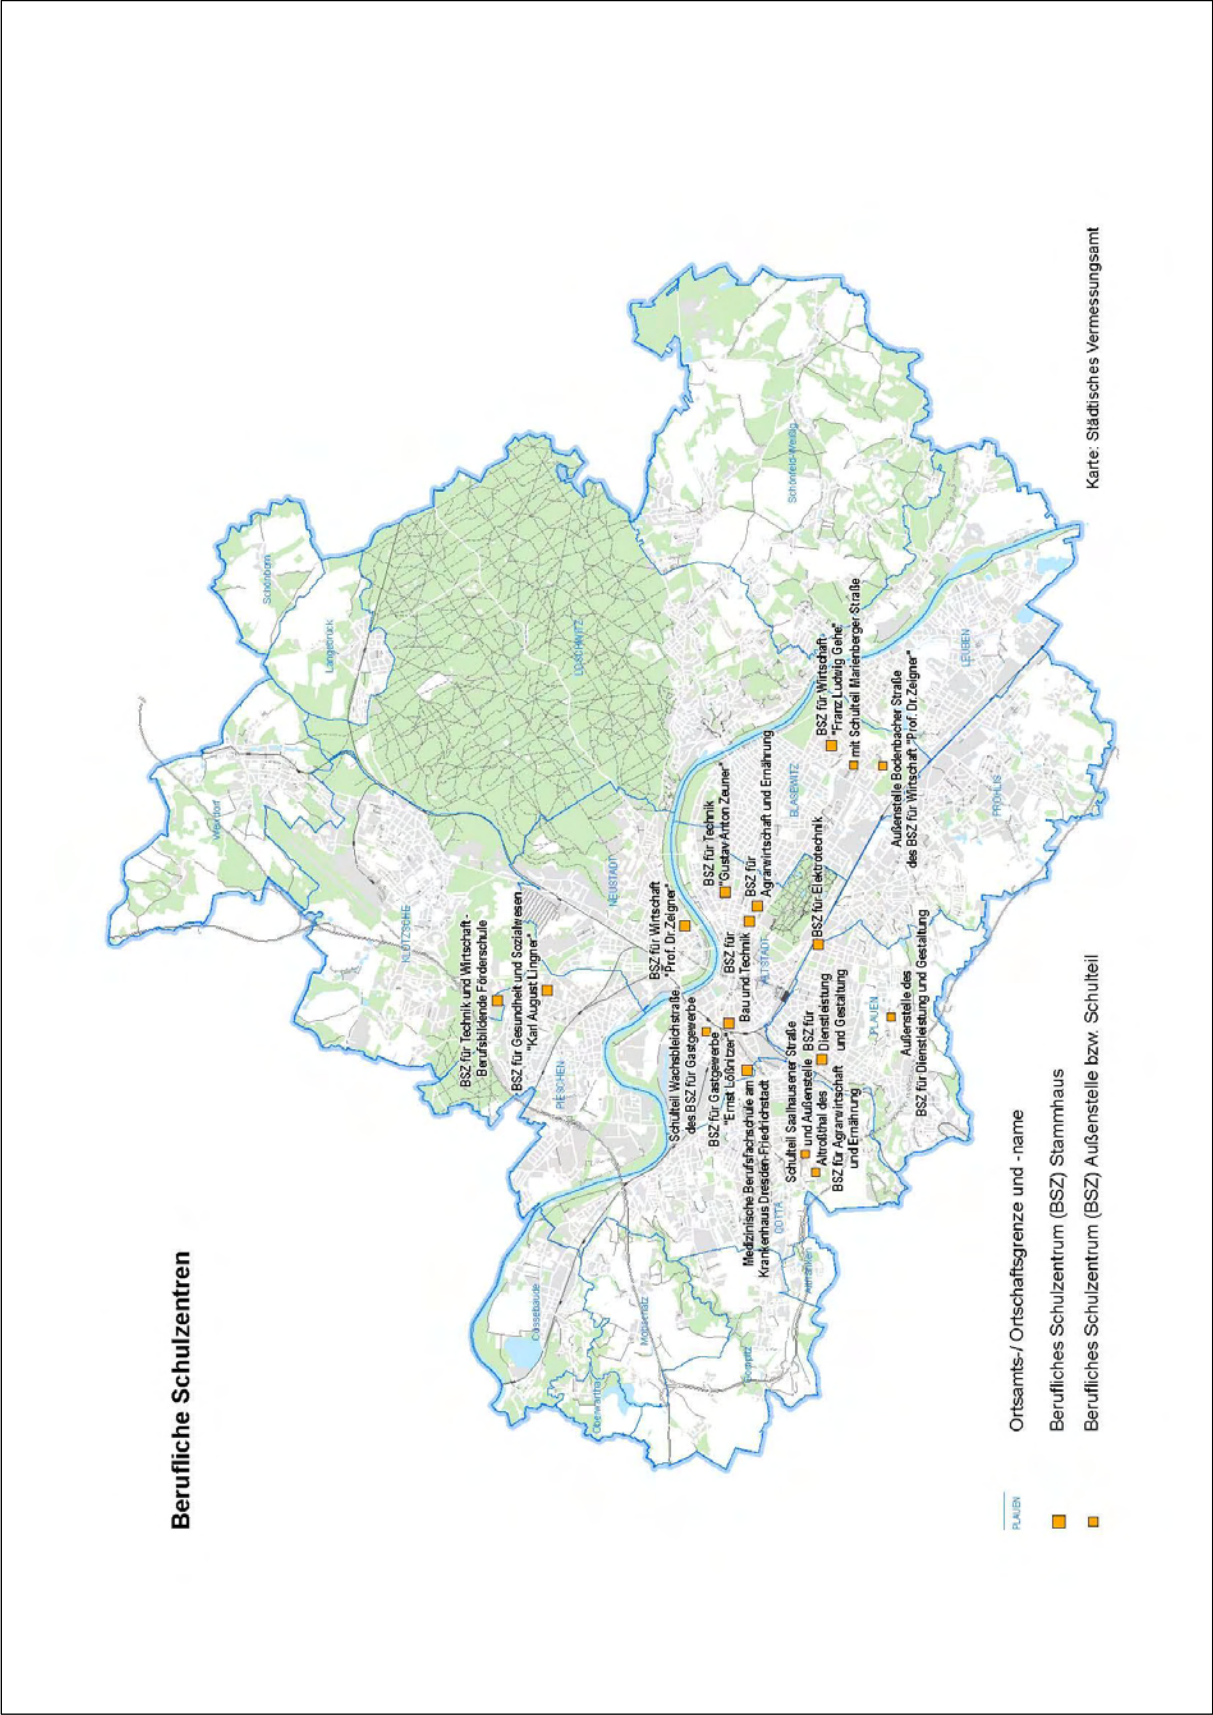 Berufliche Schulzentren
Schönborn
Langebrück
Weixdorf
KLOTZSCHE
LOSCHWITZ
Schönfeld-Weißig
BSZ für Technik und Wirtschaft -
Berufsbildende Förderschule
BSZ für Gesundheit und Sozialwesen
"Karl August Lingner"
PIESCHEN
NEUSTADT
Cossebaude
Oberwartha
Mobschatz
Gompitz
Altfranken
COTTA
BSZ für Wirtschaft
"Prof. Dr.Zeigner"
Schulteil Wachsbleichstraße
des BSZ für Gastgewerbe
BSZ für Gastgewerbe
"Ernst Lößnitzer"
BSZ für Technik
"Gustav Anton Zeuner"
BSZ für
Bau und Technik
BSZ für
Agrarwirtschaft und Ernährung
ALTSTADT
BLASEWITZ
Medizinische Berufsfachschule am
Krankenhaus Dresden-Friedrichstadt
Schulteil Saalhausener Straße
und Außenstelle
Altroßthal des
BSZ für Agrarwirtschaft
und Ernährung
BSZ für
Dienstleistung
und Gestaltung
BSZ für Elektrotechnik
BSZ für Wirtschaft
"Franz Ludwig Gehe"
mit Schulteil Marienberger Straße
Außenstelle Bodenbacher Straße
des BSZ für Wirtschaft "Prof. Dr.Zeigner"
PLAUEN
Außenstelle des
BSZ für Dienstleistung und Gestaltung
LEUBEN
PROHLIS
PLAUEN
Ortsamts-/ Ortschaftsgrenze und -name
Berufliches Schulzentrum (BSZ) Stammhaus
Berufliches Schulzentrum (BSZ) Außenstelle bzw. Schulteil
Karte: Städtisches Vermessungsamt